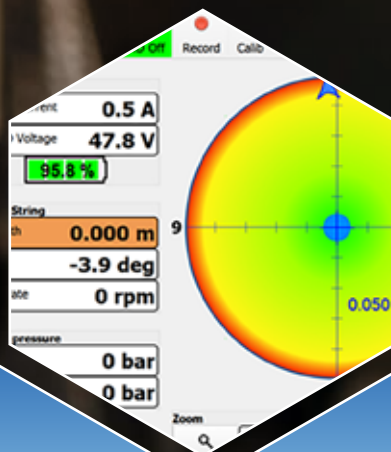 Off Record Calib
0.5 A
Voltage 47.8 V
95.8 %
String
0.000 m
-3.9 deg
0 rpm
pressure
0 bar
0 bar
9
0.050
Zoom